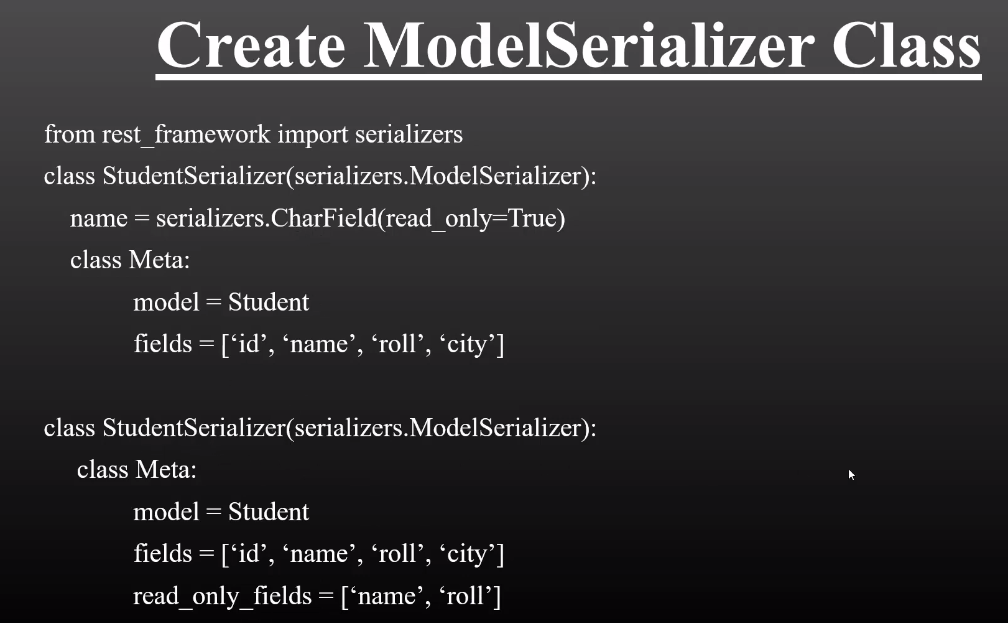 Create ModelSerializer Class
from rest_framework import serializers
class StudentSerializer(serializers.ModelSerializer):
name = serializers.CharField(read_only=True)
class Meta:
model = Student
fields = [‘id’, ‘name’, ‘roll’, ‘city’]
class StudentSerializer(serializers.ModelSerializer):
class Meta:
model = Student
fields = [‘id’, ‘name’, ‘roll’, ‘city’]
read_only_fields = [‘name’, ‘roll’]